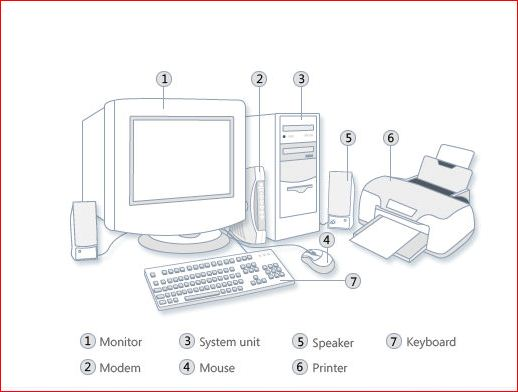 1 2 3
5 6
4
7
1 Monitor 3 System unit 5 Speaker 7 Keyboard
2 Modem 4 Mouse 6 Printer